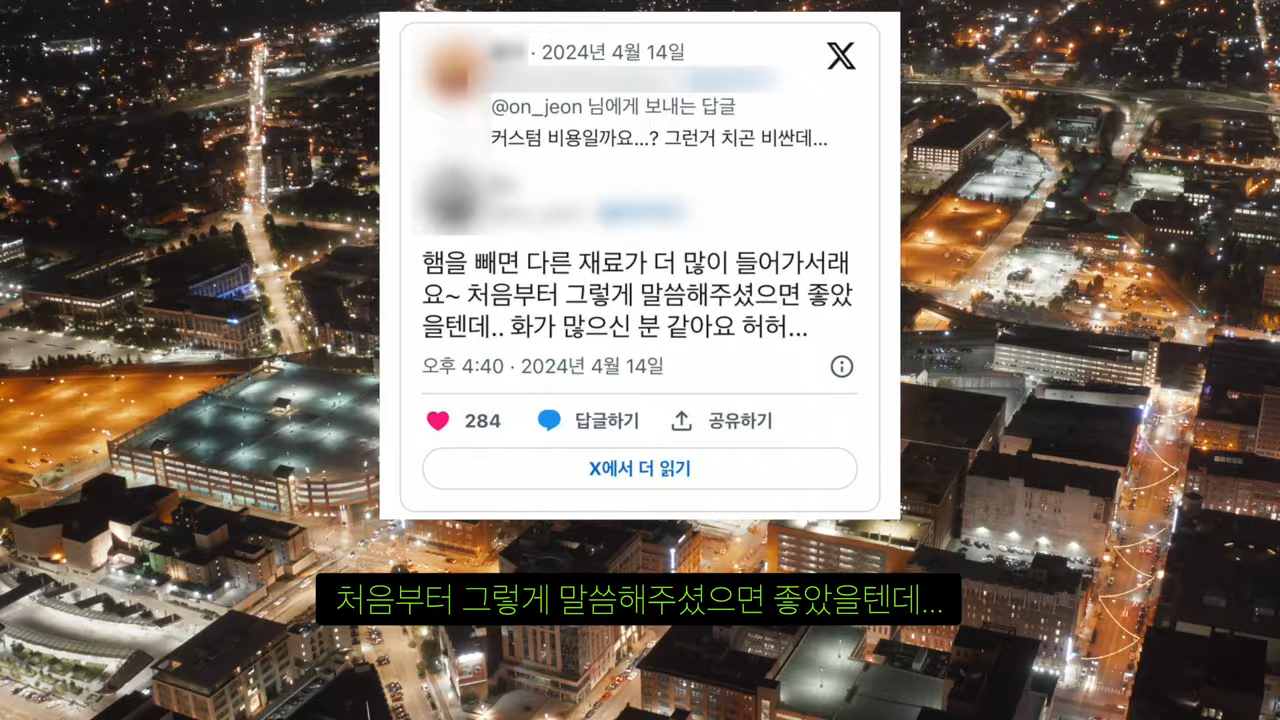 · 2024년 4월 14일
@on_jeon 님에게 보내는 답글
커스텀 비용일까요...? 그런거 치곤 비싼데...
햄을 빼면 다른 재료가 더 많이 들어가서래
요~ 처음부터 그렇게 말씀해주셨으면 좋았
을텐데.. 화가 많으신 분 같아요 허허...
오후 4:40 · 2024년 4월 14일
284 답글하기 공유하기
X에서 더 읽기
처음부터 그렇게 말씀해주셨으면 좋았을텐데...